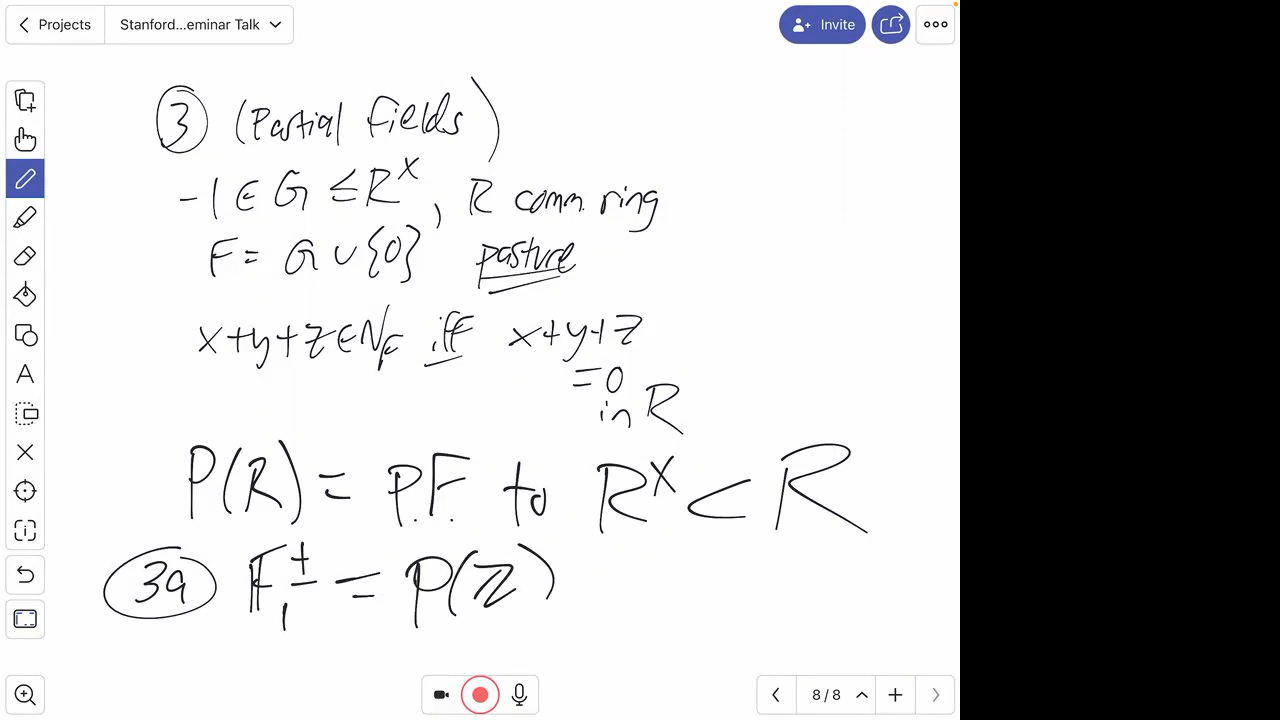 Projects
Stanford...eminar Talk
Invite
③ (Partial Fields)
-1 ∈ G ≤ R^×, R comm. ring
F = G ∪ {0} pasture
x+y+z ∈ N_F iff x+y+z
=0
in R
P(R) = P.F. to R^× < R
3a F_1^± = P(ℤ)
8 / 8